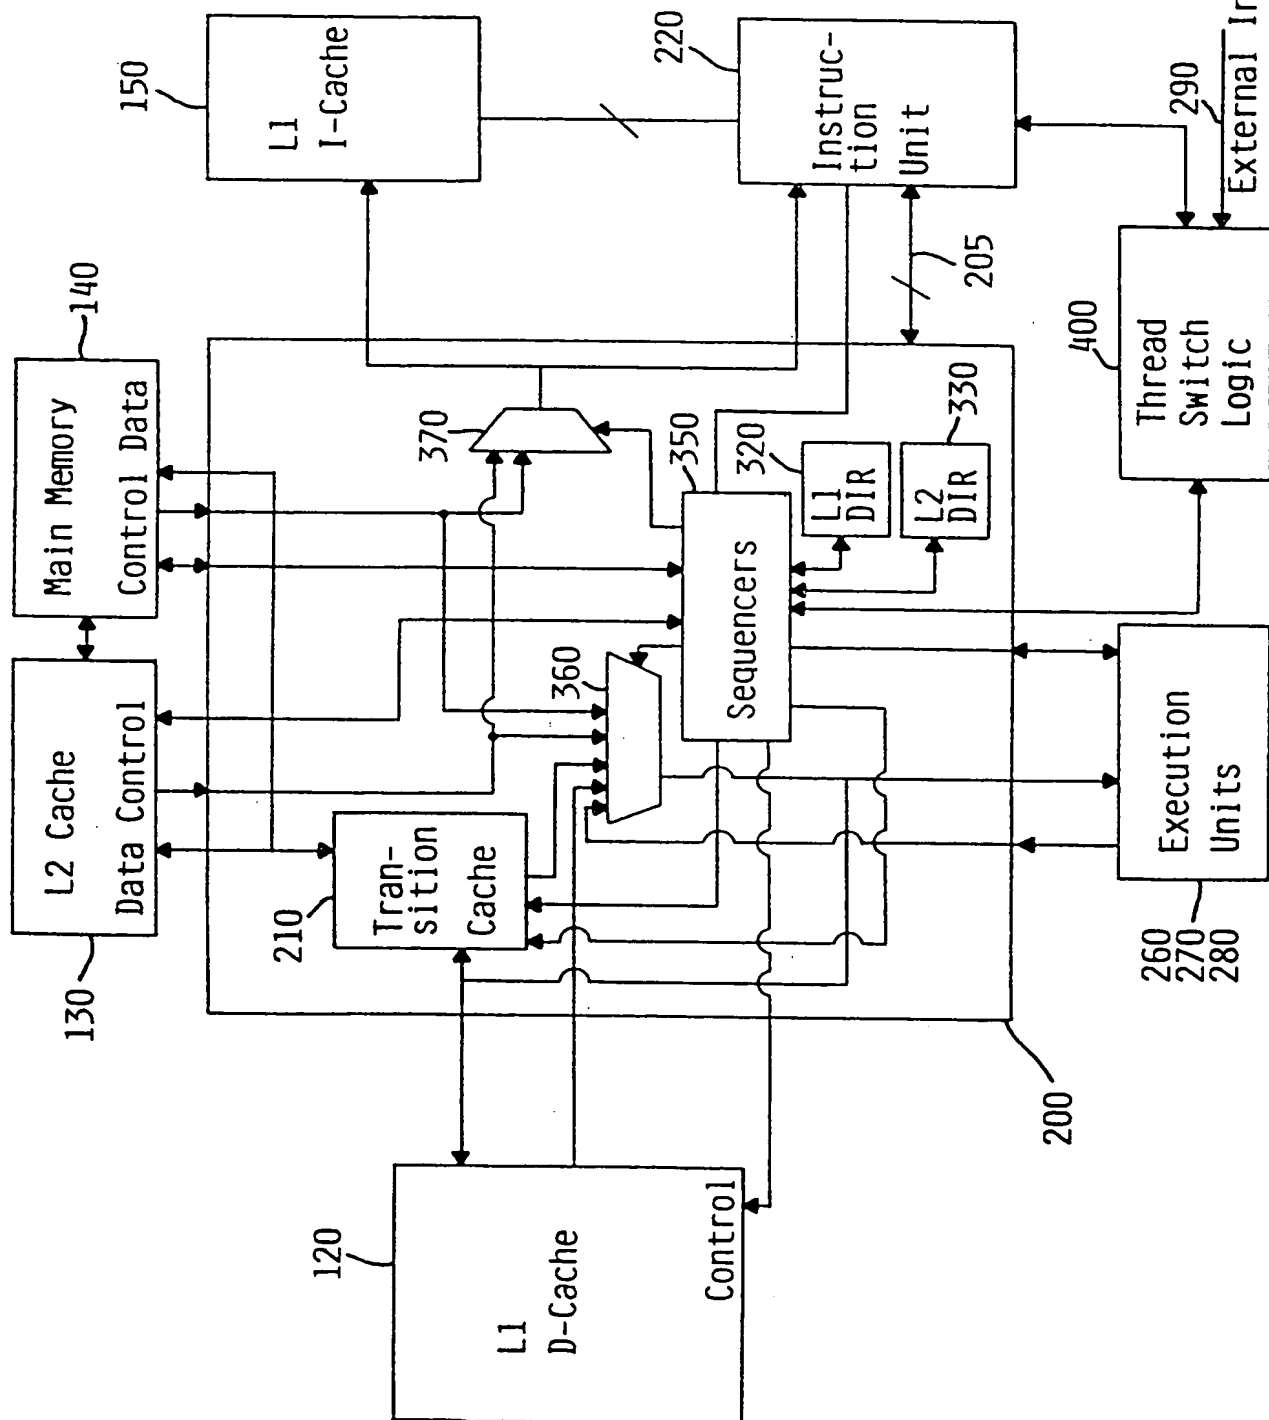 L1
D-Cache
Control
120
130
L2 Cache
Data Control
Main Memory
Control Data
140
210
Tran-
sition
Cache
360
370
350
Sequencers
320
L1
DIR
L2
DIR
330
200
205
150
L1
I-Cache
220
Instruc-
tion
Unit
260
270
280
Execution
Units
400
Thread
Switch
Logic
290
External